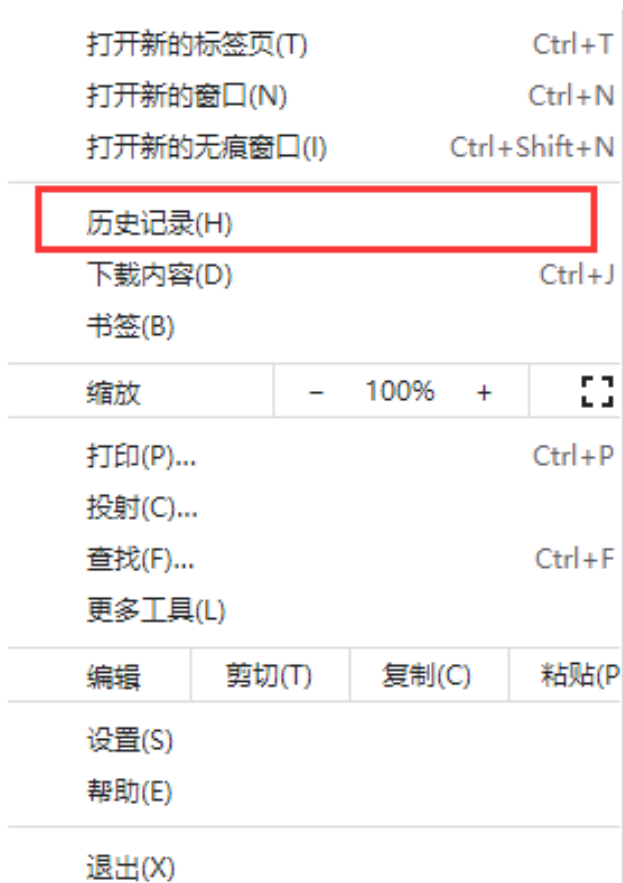 打开新的标签页(T) Ctrl+T
打开新的窗口(N) Ctrl+N
打开新的无痕窗口(I) Ctrl+Shift+N
历史记录(H)
下载内容(D) Ctrl+J
书签(B)
缩放 − 100% +
打印(P)... Ctrl+P
投射(C)...
查找(F)... Ctrl+F
更多工具(L)
编辑 剪切(T) 复制(C) 粘贴(P
设置(S)
帮助(E)
退出(X)